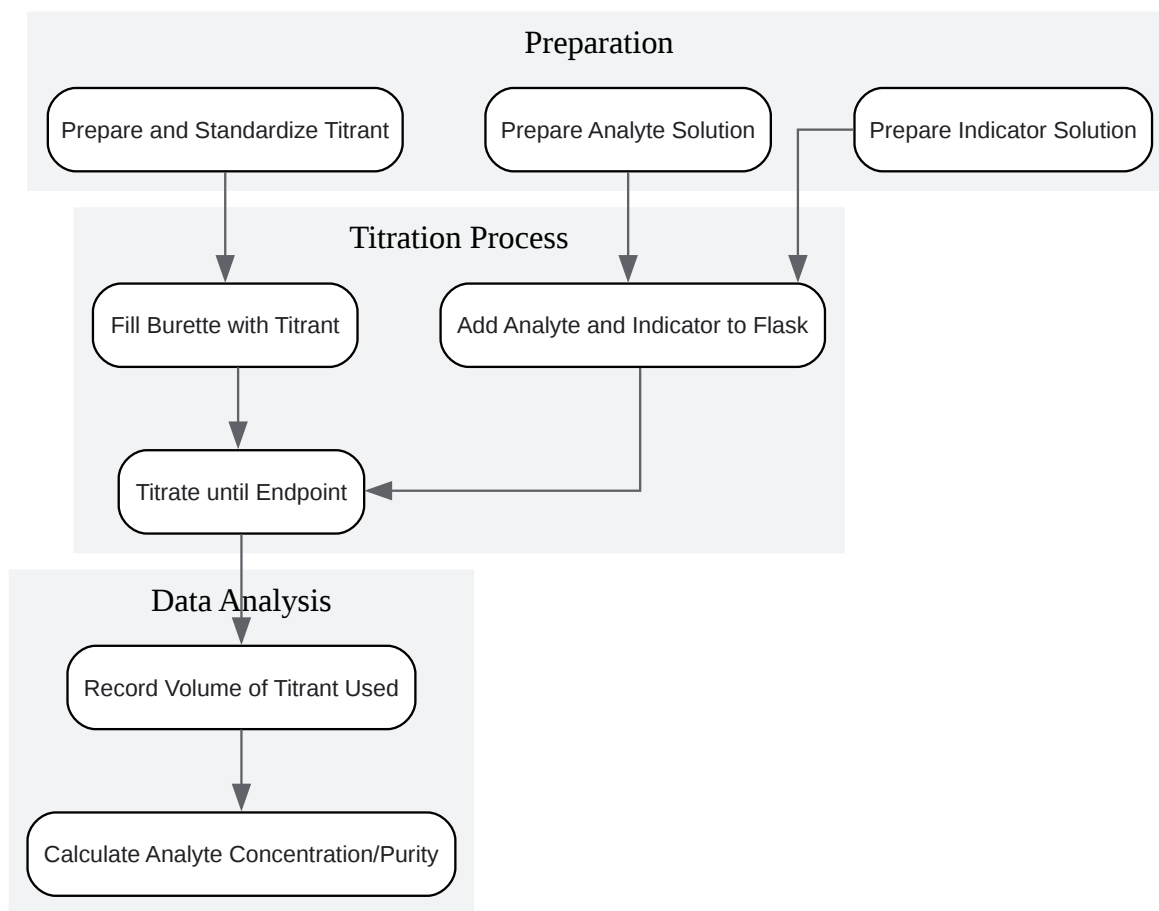 Preparation
Prepare and Standardize Titrant
Prepare Analyte Solution
Prepare Indicator Solution
Titration Process
Fill Burette with Titrant
Add Analyte and Indicator to Flask
Titrate until Endpoint
Data Analysis
Record Volume of Titrant Used
Calculate Analyte Concentration/Purity